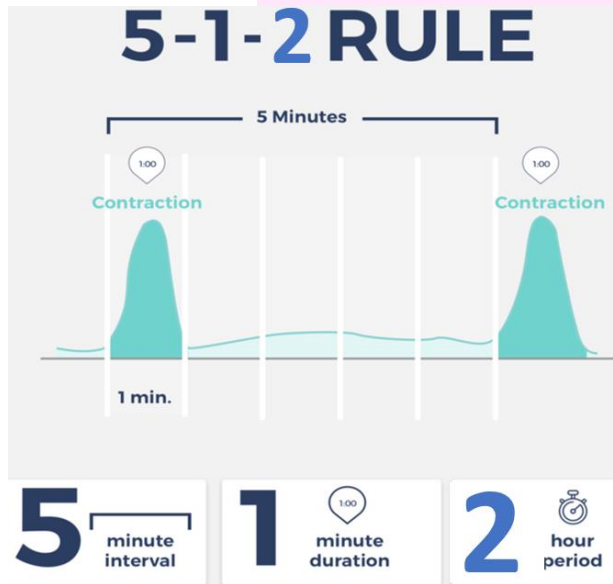 5-1-2 RULE
5 Minutes
1:00
1:00
Contraction
Contraction
1 min.
5
minute
interval
1
1:00
minute
duration
2
hour
period